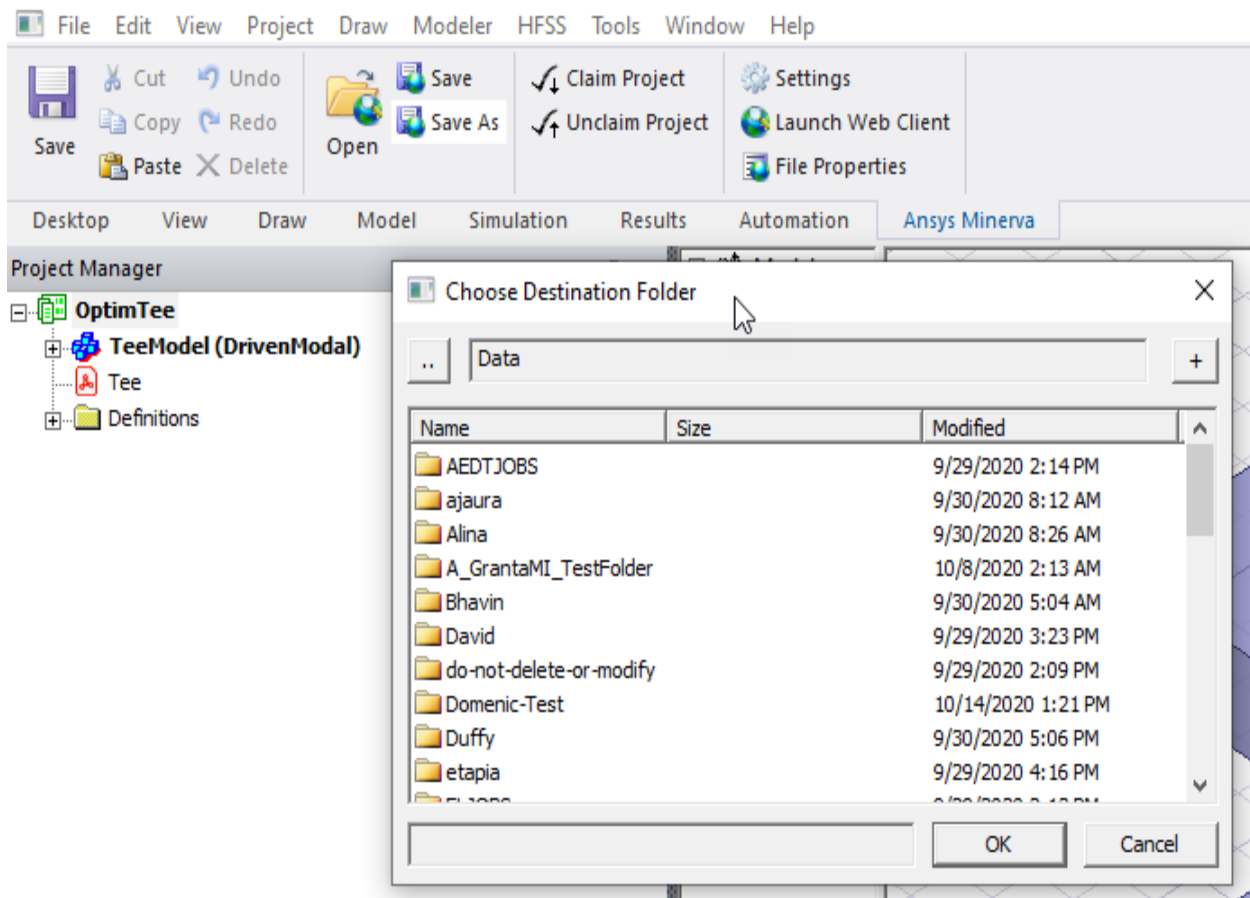 File Edit View Project Draw Modeler HFSS Tools Window Help
Cut Undo Save Claim Project Settings
Copy Redo Save As Unclaim Project Launch Web Client
Save Open
Paste Delete File Properties
Desktop View Draw Model Simulation Results Automation Ansys Minerva
Project Manager
OptimTee
TeeModel (DrivenModal)
Tee
Definitions
Choose Destination Folder
.. Data +
Name Size Modified
AEDTJOBS 9/29/2020 2:14 PM
ajaura 9/30/2020 8:12 AM
Alina 9/30/2020 8:26 AM
A_GrantaMI_TestFolder 10/8/2020 2:13 AM
Bhavin 9/30/2020 5:04 AM
David 9/29/2020 3:23 PM
do-not-delete-or-modify 9/29/2020 2:09 PM
Domenic-Test 10/14/2020 1:21 PM
Duffy 9/30/2020 5:06 PM
etapia 9/29/2020 4:16 PM
OK Cancel